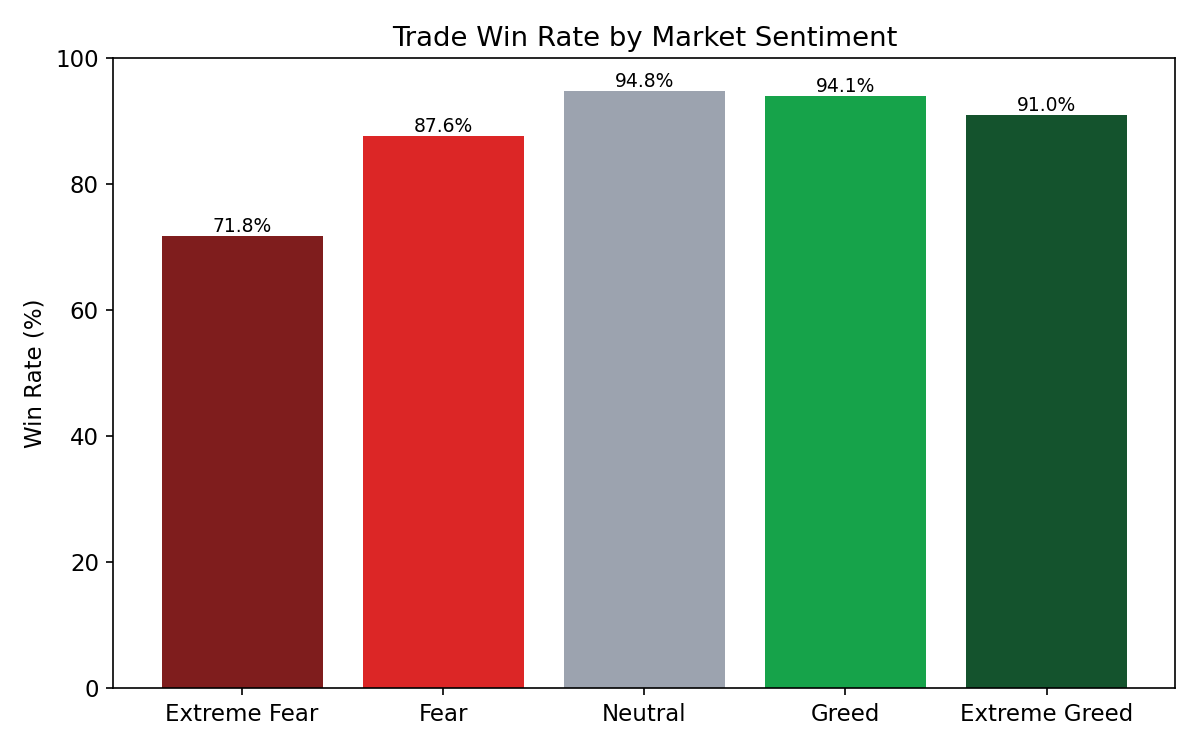 Trade Win Rate by Market Sentiment
Win Rate (%)
100
80
60
40
20
0
71.8%
87.6%
94.8%
94.1%
91.0%
Extreme Fear
Fear
Neutral
Greed
Extreme Greed